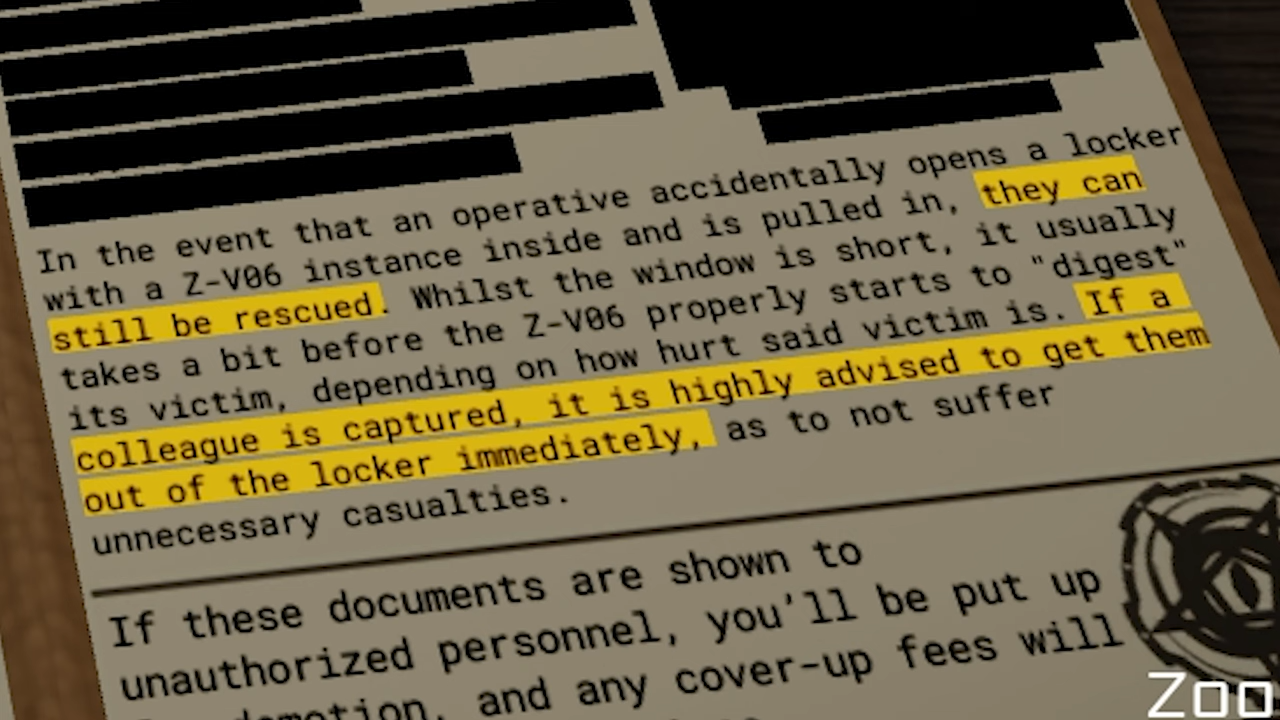 In the event that an operative accidentally opens a locker
with a Z-V06 instance inside and is pulled in, they can
still be rescued. Whilst the window is short, it usually
takes a bit before the Z-V06 properly starts to "digest"
its victim, depending on how hurt said victim is. If a
colleague is captured, it is highly advised to get them
out of the locker immediately, as to not suffer
unnecessary casualties.
If these documents are shown to
unauthorized personnel, you'll be put up
demotion, and any cover-up fees will
Zoo